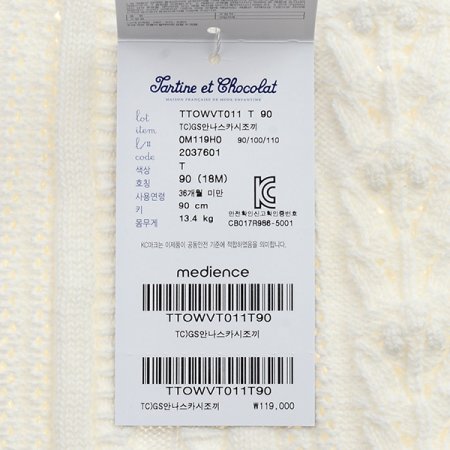 Tartine et Chocolat
MAISON FRANÇAISE DE MODE ENFANTINE
lot TTOWVT011 T 90
item TC)GS안나스카시조끼
l/# 0M119H0 90/100/110
code 2037601
색상 T
호칭 90 (18M)
사용연령 36개월 미만
키 90 cm
몸무게 13.4 kg
안전확인신고확인증번호
CB017R986-5001
KC마크는 이제품이 공통안전 기준에 적합하였음을 의미합니다.
medience
TTOWVT011T90
TC)GS안나스카시조끼
TTOWVT011T90
TC)GS안나스카시조끼 ₩119,000